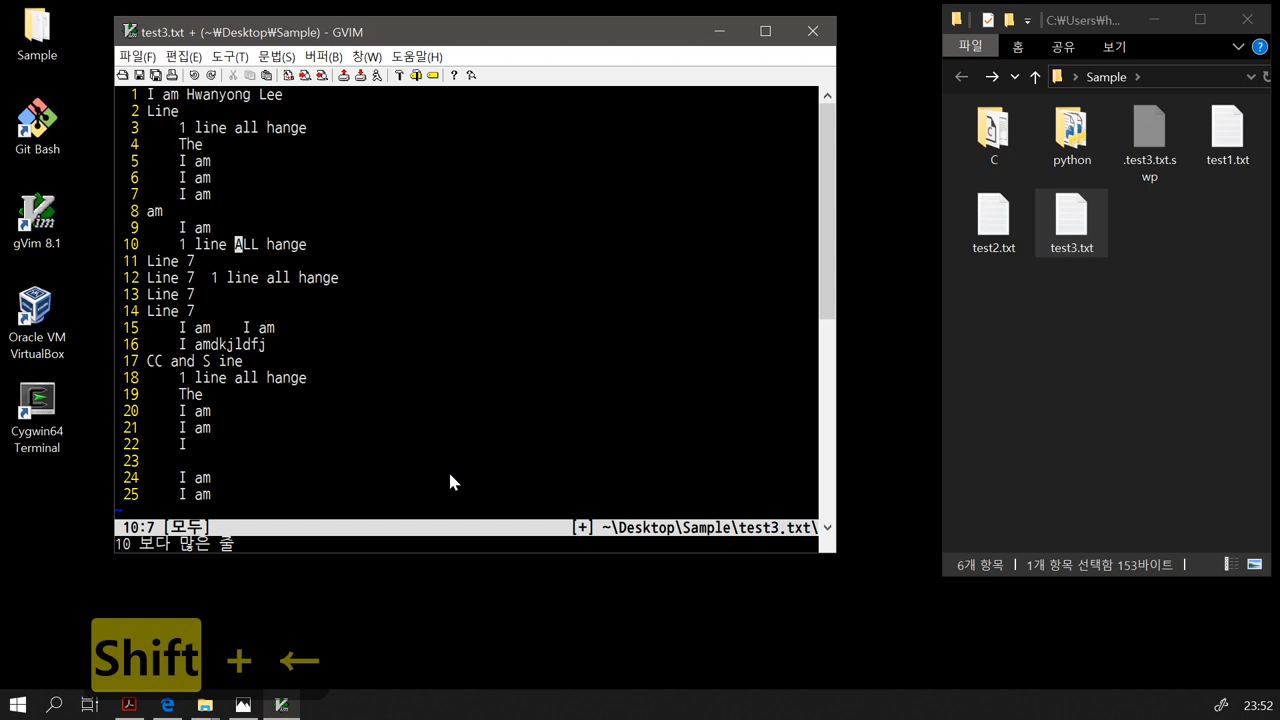 Sample
Git Bash
gVim 8.1
Oracle VM
VirtualBox
Cygwin64
Terminal
test3.txt + (~₩Desktop₩Sample) - GVIM
파일(F) 편집(E) 도구(T) 문법(S) 버퍼(B) 창(W) 도움말(H)
1 I am Hwanyong Lee
2 Line
3     1 line all hange
4     The
5     I am
6     I am
7     I am
8 am
9     I am
10     1 line ALL hange
11 Line 7
12 Line 7  1 line all hange
13 Line 7
14 Line 7
15     I am    I am
16     I amdkjldfj
17 CC and S ine
18     1 line all hange
19     The
20     I am
21     I am
22     I
23
24     I am
25     I am
~
10:7 [모두] [+] ~\Desktop\Sample\test3.txt\
10 보다 많은 줄
C:₩Users₩h...
파일 홈 공유 보기
Sample
C
python
.test3.txt.s
wp
test1.txt
test2.txt
test3.txt
6개 항목 1개 항목 선택함 153바이트
Shift + ←
23:52